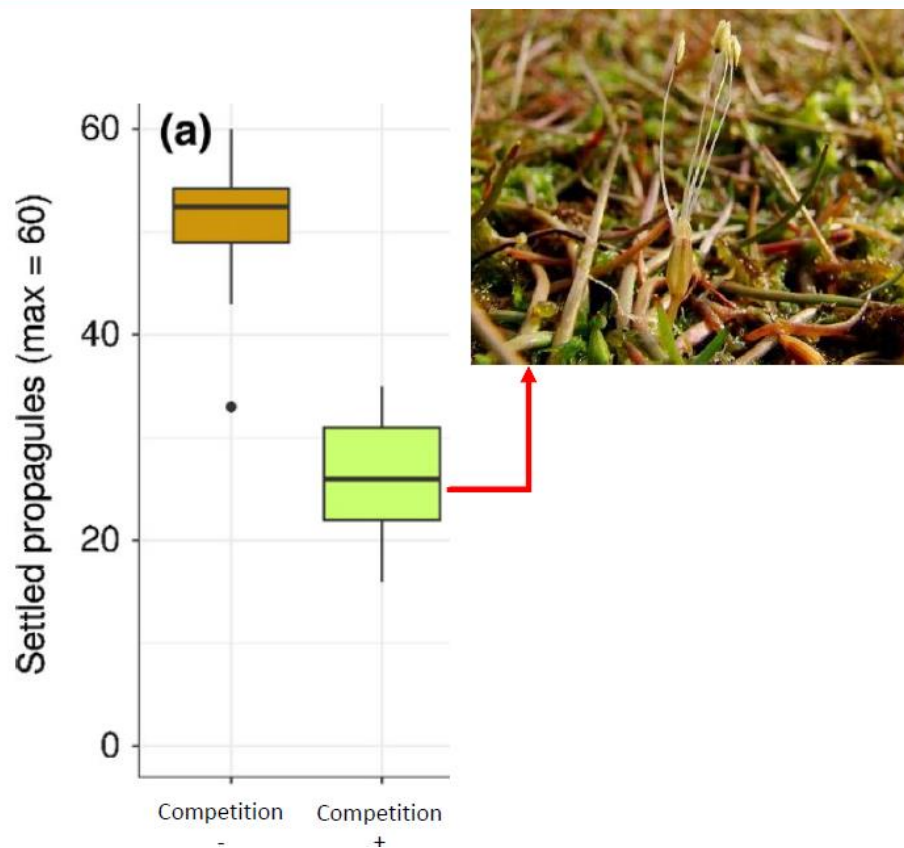 (a)
Settled propagules (max = 60)
60
40
20
0
Competition
-
Competition
+